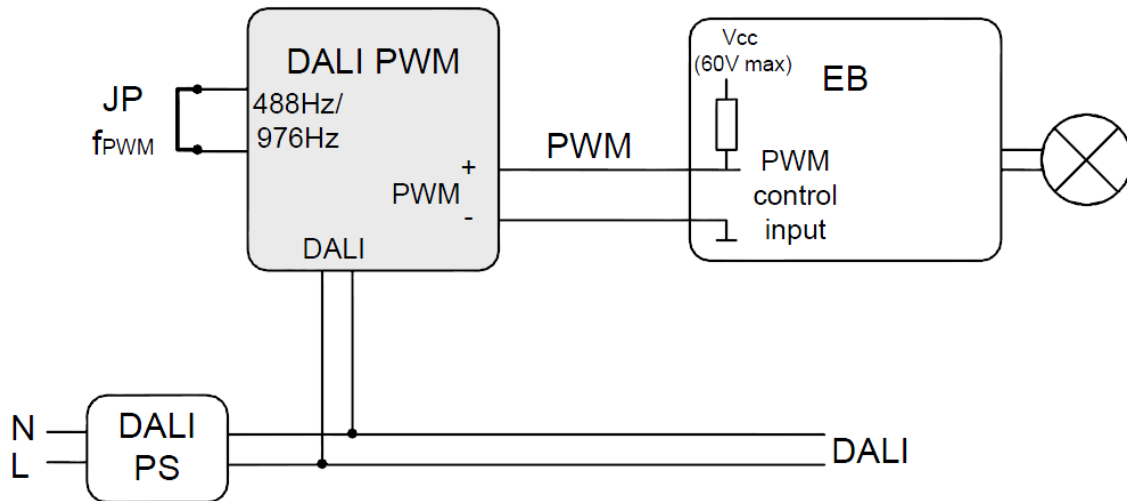 DALI PWM
JP
fPWM
488Hz/
976Hz
+
PWM
-
DALI
PWM
Vcc
(60V max)
EB
PWM
control
input
N
L
DALI
PS
DALI